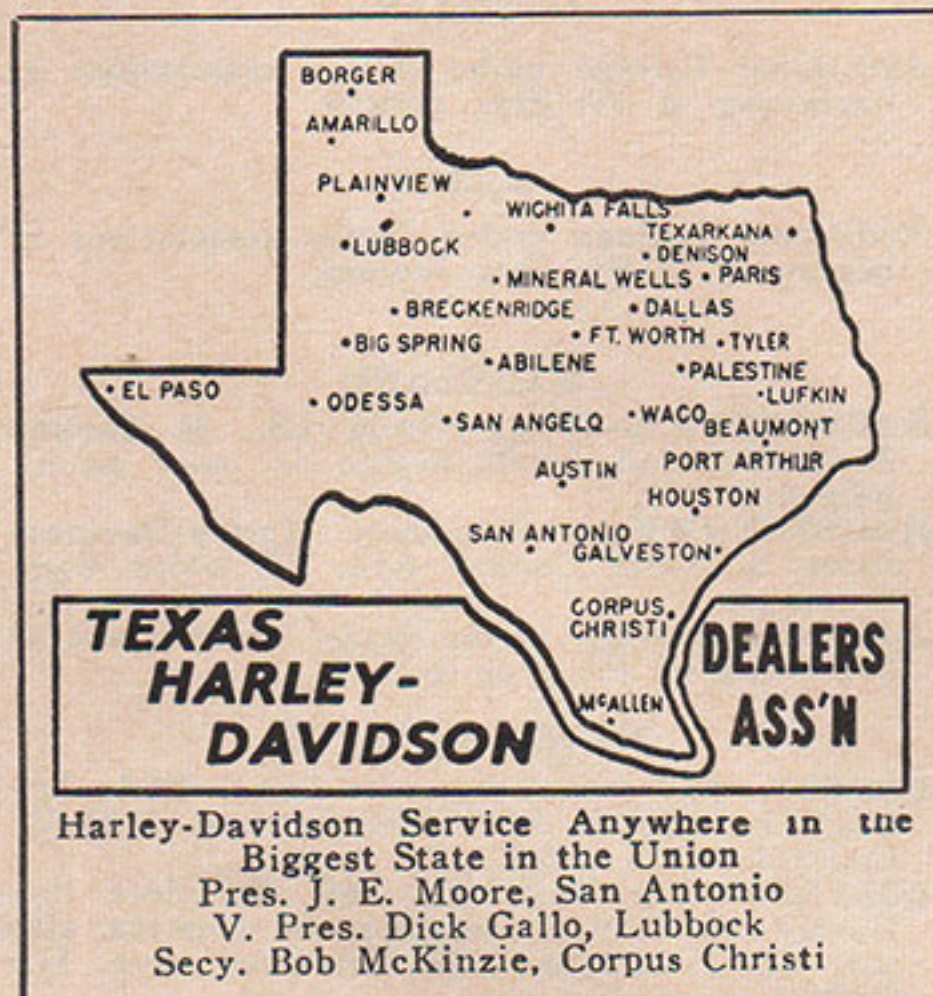 BORGER
AMARILLO
PLAINVIEW
WICHITA FALLS
TEXARKANA
LUBBOCK
DENISON
MINERAL WELLS
PARIS
BRECKENRIDGE
DALLAS
BIG SPRING
FT. WORTH
TYLER
ABILENE
PALESTINE
EL PASO
LUFKIN
ODESSA
SAN ANGELO
WACO
BEAUMONT
AUSTIN
PORT ARTHUR
HOUSTON
SAN ANTONIO
GALVESTON
CORPUS
CHRISTI
McALLEN
TEXAS
HARLEY-
DAVIDSON
DEALERS
ASS'N
Harley-Davidson Service Anywhere in the
Biggest State in the Union
Pres. J. E. Moore, San Antonio
V. Pres. Dick Gallo, Lubbock
Secy. Bob McKinzie, Corpus Christi